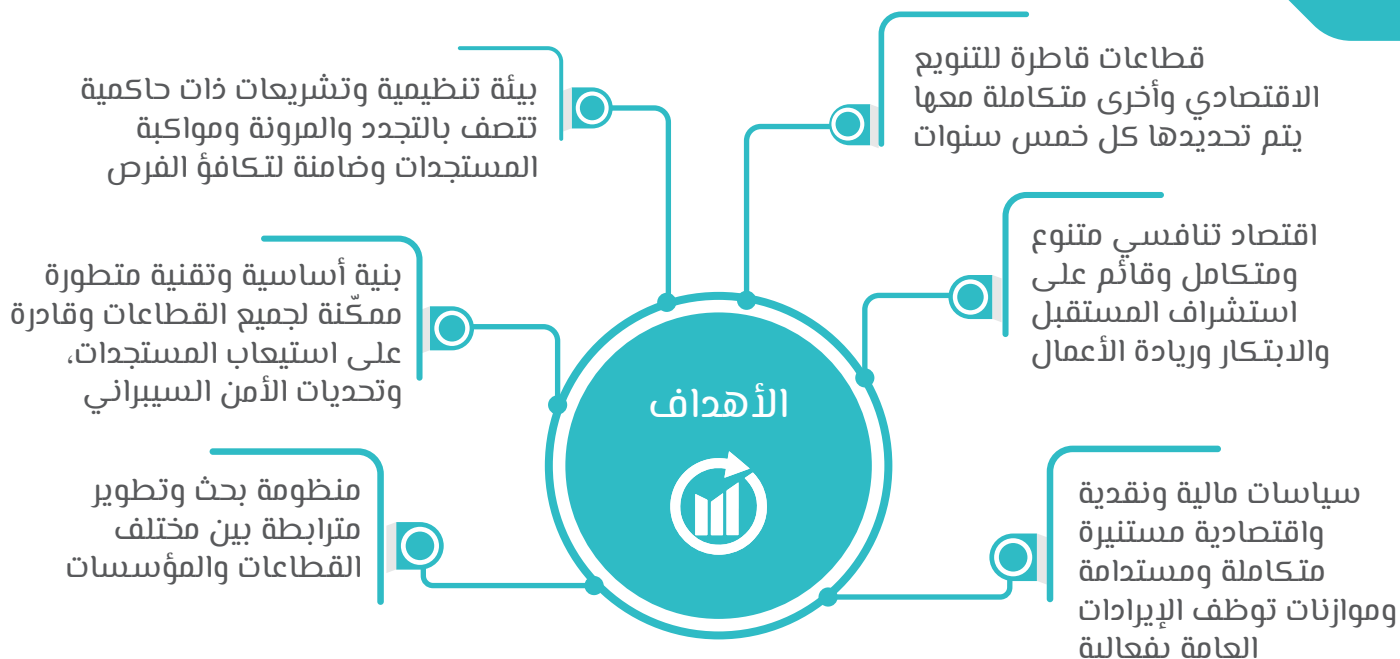 قطاعات قاطرة للتنويع
الاقتصادي وأخرى متكاملة معها
يتم تحديدها كل خمس سنوات
اقتصاد تنافسي متنوع
ومتكامل وقائم على
استشراف المستقبل
والابتكار وريادة الأعمال
سياسات مالية ونقدية
واقتصادية مستنيرة
متكاملة ومستدامة
وموازنات توظف الإيرادات
العامة بفعالية
الأهداف
بيئة تنظيمية وتشريعات ذات حاكمية
تتصف بالتجدد والمرونة ومواكبة
المستجدات وضامنة لتكافؤ الفرص
بنية أساسية وتقنية متطورة
ممكّنة لجميع القطاعات وقادرة
على استيعاب المستجدات،
وتحديات الأمن السيبراني
منظومة بحث وتطوير
مترابطة بين مختلف
القطاعات والمؤسسات